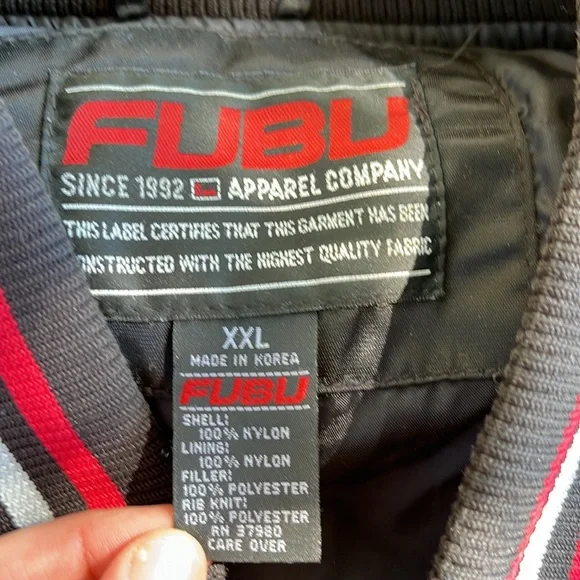 FUBU
SINCE 1992 APPAREL COMPANY
THIS LABEL CERTIFIES THAT THIS GARMENT HAS BEEN
CONSTRUCTED WITH THE HIGHEST QUALITY FABRIC
XXL
MADE IN KOREA
FUBU
SHELL:
100% NYLON
LINING:
100% NYLON
FILLER:
100% POLYESTER
RIB KNIT:
100% POLYESTER
RN 37980
CARE OVER